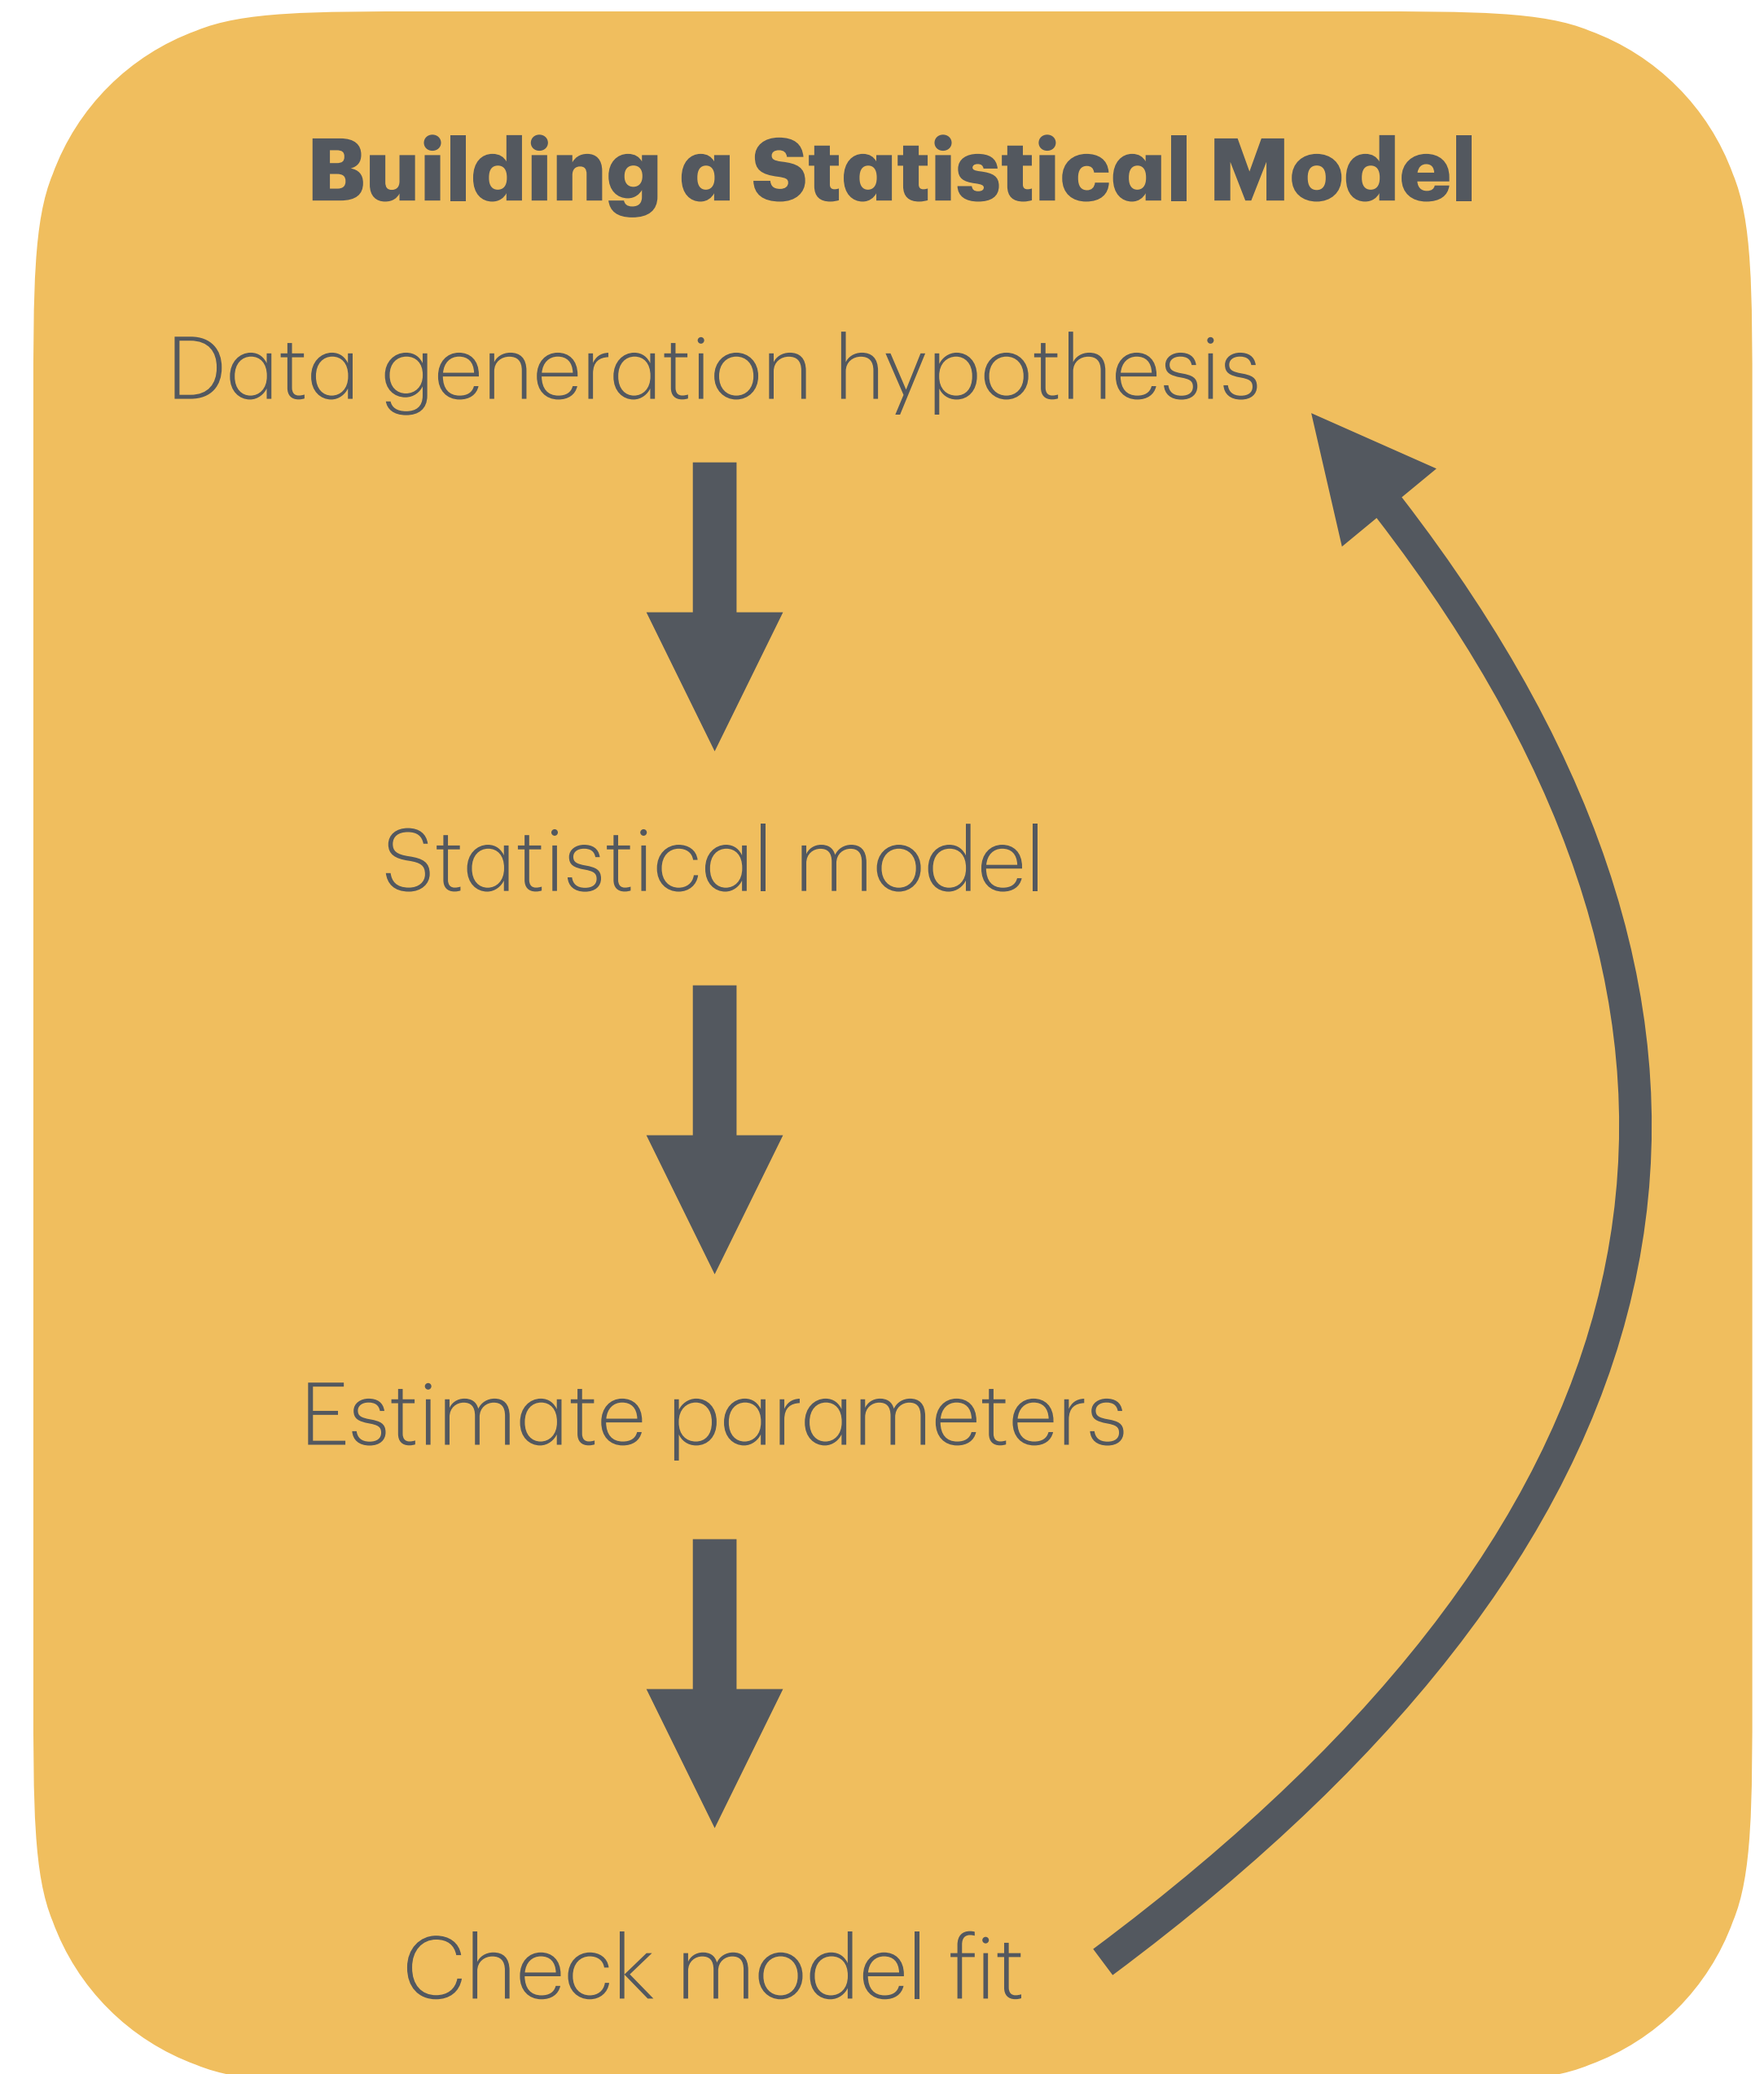 Building a Statistical Model
Data generation hypothesis
Statistical model
Estimate parameters
Check model fit